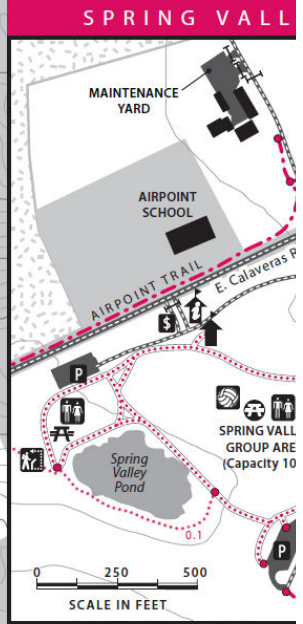 SPRING VALL
MAINTENANCE
YARD
AIRPOINT
SCHOOL
AIRPOINT TRAIL
E. Calaveras R
i
$
P
SPRING VALL
GROUP ARE
(Capacity 10
Spring
Valley
Pond
0.1
P
0 250 500
SCALE IN FEET